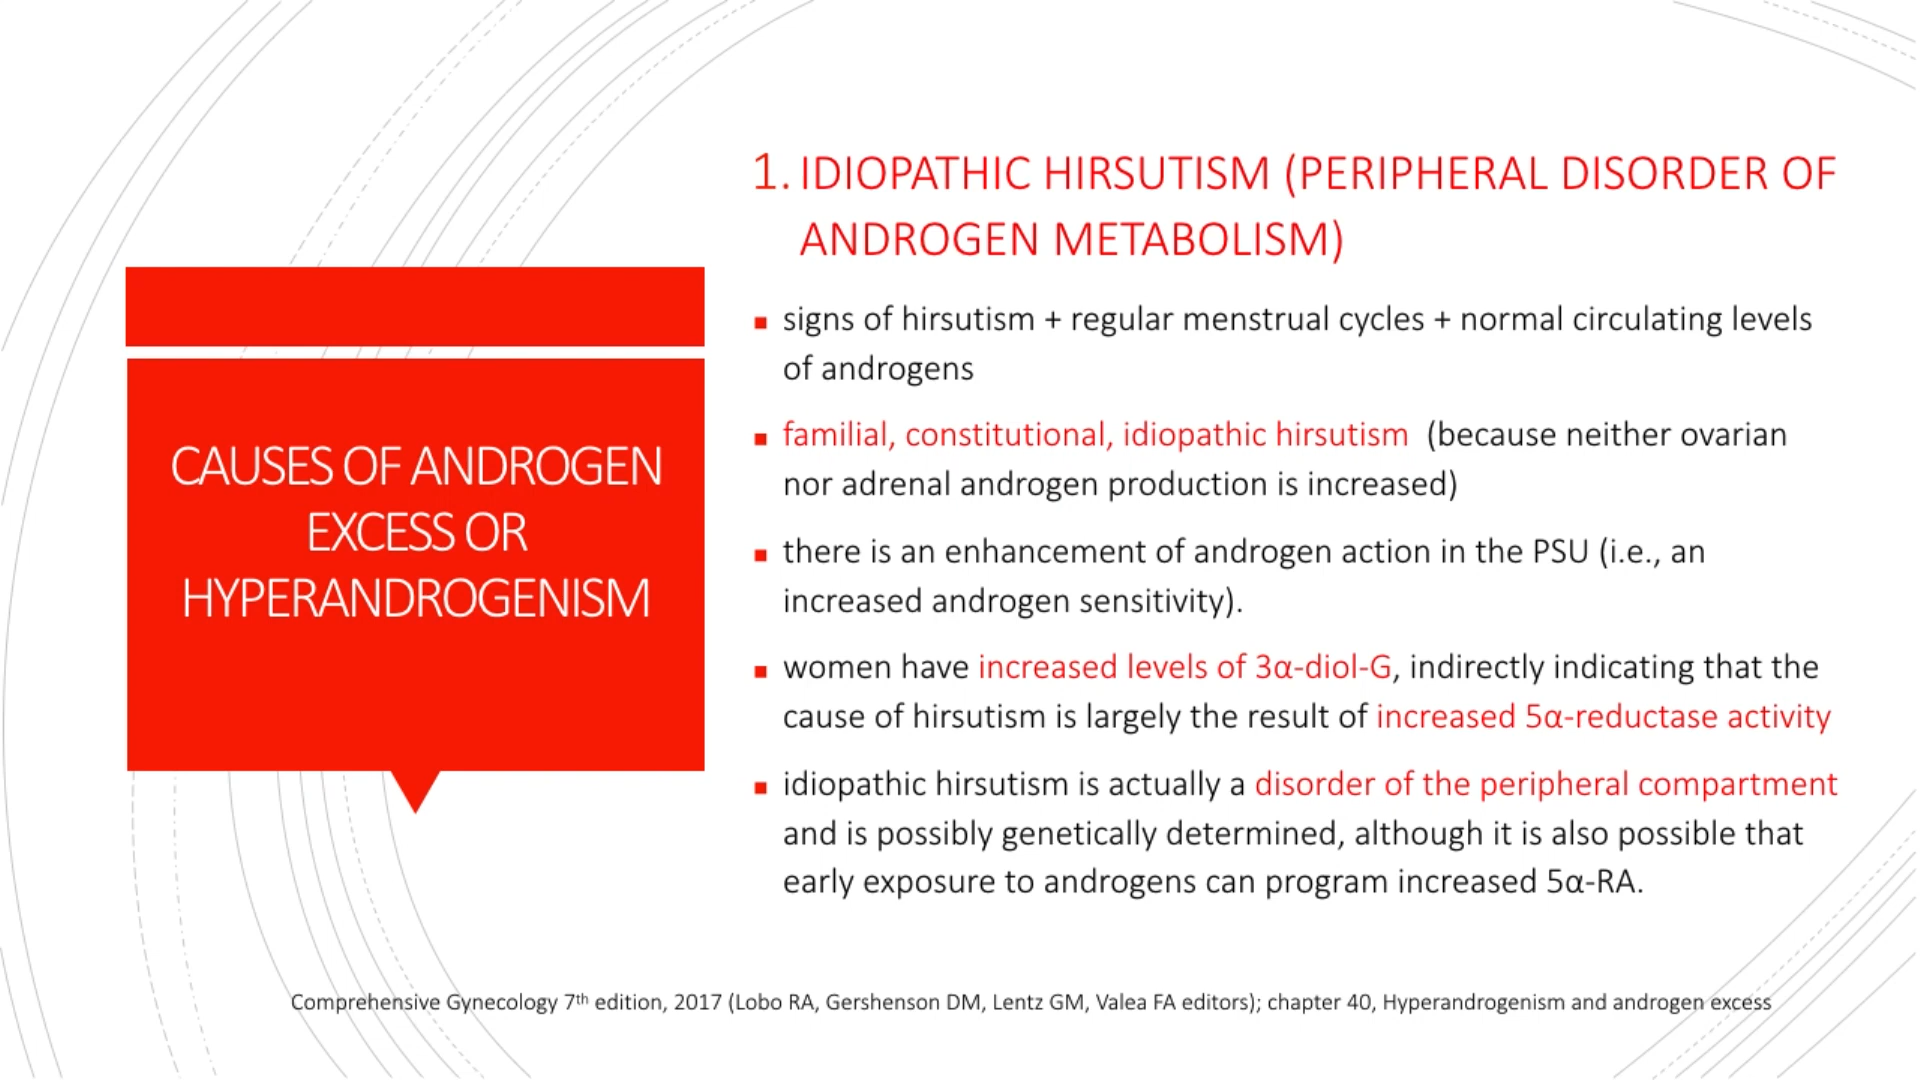 CAUSES OF ANDROGEN
EXCESS OR
HYPERANDROGENISM
1. IDIOPATHIC HIRSUTISM (PERIPHERAL DISORDER OF
ANDROGEN METABOLISM)
▪ signs of hirsutism + regular menstrual cycles + normal circulating levels
of androgens
▪ familial, constitutional, idiopathic hirsutism (because neither ovarian
nor adrenal androgen production is increased)
▪ there is an enhancement of androgen action in the PSU (i.e., an
increased androgen sensitivity).
▪ women have increased levels of 3α-diol-G, indirectly indicating that the
cause of hirsutism is largely the result of increased 5α-reductase activity
▪ idiopathic hirsutism is actually a disorder of the peripheral compartment
and is possibly genetically determined, although it is also possible that
early exposure to androgens can program increased 5α-RA.
Comprehensive Gynecology 7th edition, 2017 (Lobo RA, Gershenson DM, Lentz GM, Valea FA editors); chapter 40, Hyperandrogenism and androgen excess